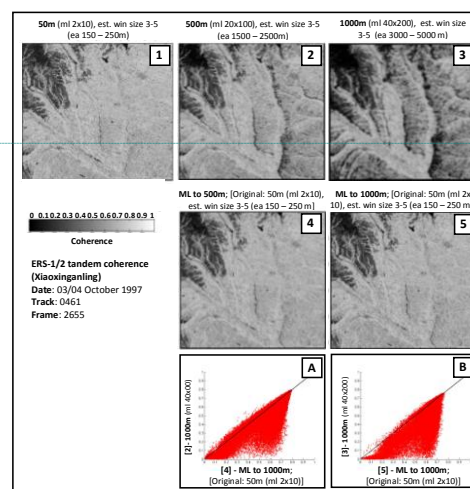 50m (ml 2x10), est. win size 3-5
(ea 150 – 250m)
500m (ml 20x100), est. win size 3-5
(ea 1500 – 2500m)
1000m (ml 40x200), est. win size
3-5 (ea 3000 – 5000 m)
1
2
3
ML to 500m; [Original: 50m (ml 2x10),
est. win size 3-5 (ea 150 – 250 m]
ML to 1000m; [Original: 50m (ml 2x
10), est. win size 3-5 (ea 150 – 250 m
4
5
0 0.1 0.2 0.3 0.4 0.5 0.6 0.7 0.8 0.9 1
Coherence
ERS-1/2 tandem coherence
(Xiaoxinganling)
Date: 03/04 October 1997
Track: 0461
Frame: 2655
A
B
[2]- 1000m (ml 40x00)
[3]- 1000m (ml 40x200)
[4] - ML to 1000m;
[Original: 50m (ml 2x10)]
[5] - ML to 1000m;
[Original: 50m (ml 2x10)]